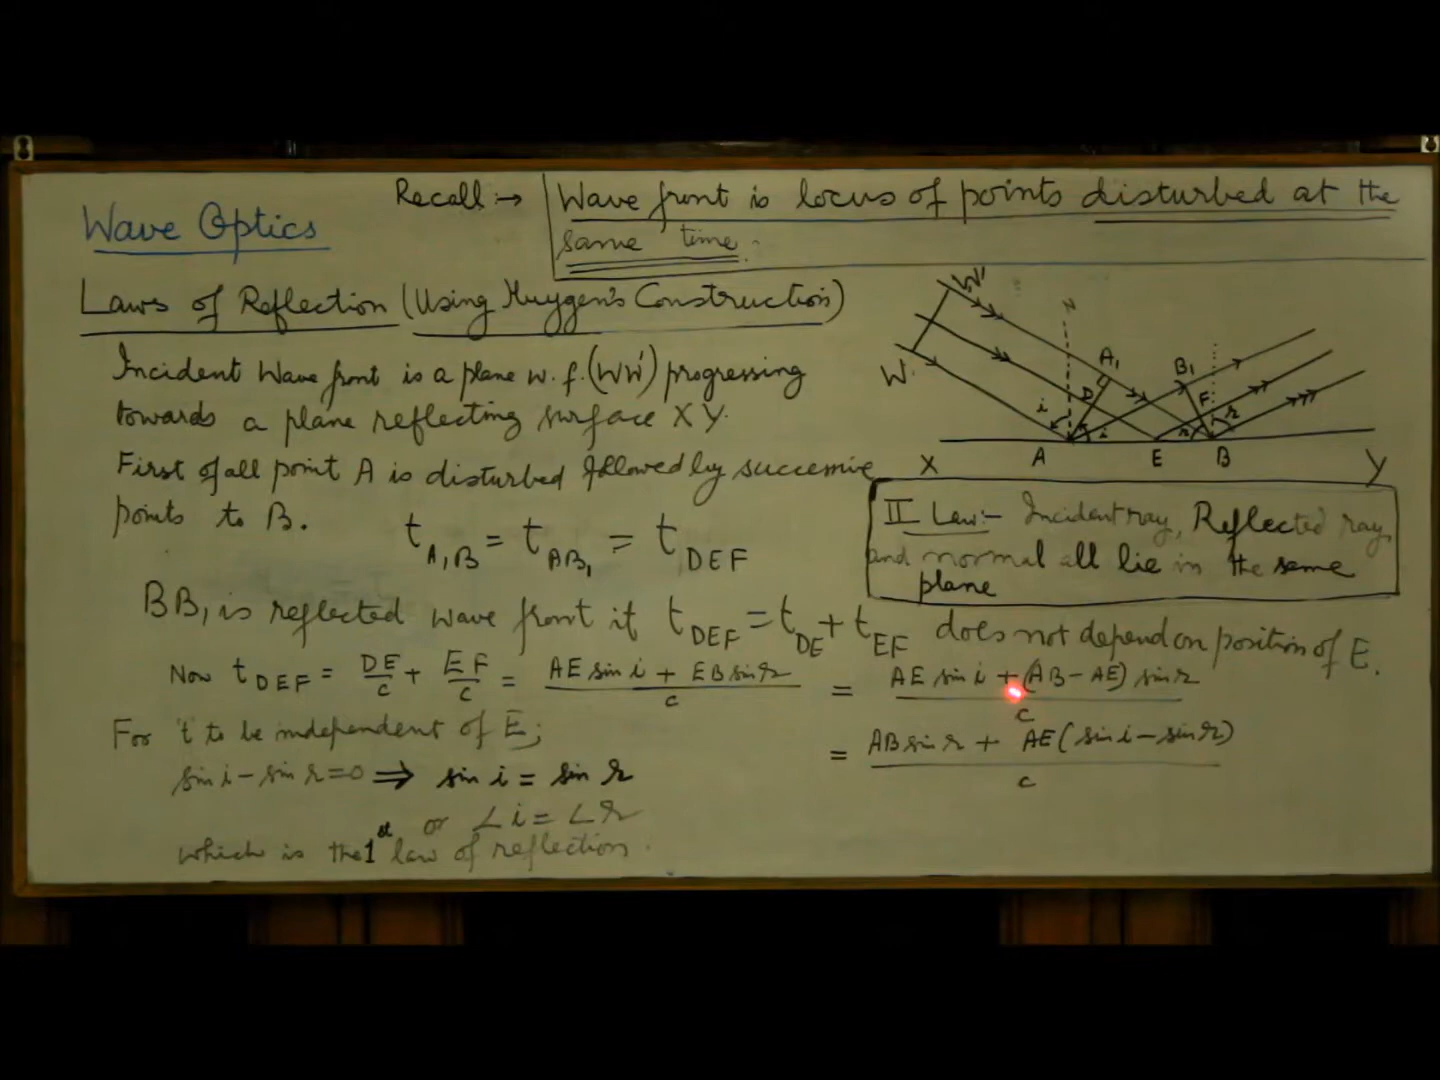 Recall :→ Wave front is locus of points disturbed at the
same time.
Wave Optics
Laws of Reflection (Using Huygen's Construction)
Incident Wave front is a plane w.f. (WW') progressing
towards a plane reflecting surface XY.
First of all point A is disturbed followed by successive
points to B.
t A₁B = t AB₁ = t DEF
W'
N
W
A₁
B₁
D
F
i
i
r
r
X A E B Y
II Law:- Incident ray, Reflected ray,
and normal all lie in the same
plane
BB₁ is reflected wave front if t DEF = t DE + t EF does not depend on position of E.
Now t DEF = DE/c + EF/c = (AE sin i + EB sin r)/c = (AE sin i + (AB - AE) sin r)/c
= (AB sin r + AE (sin i - sin r))/c
For 't to be independent of E;
sin i - sin r = 0 ⇒ sin i = sin r
or ∠i = ∠r
which is the 1st law of reflection.